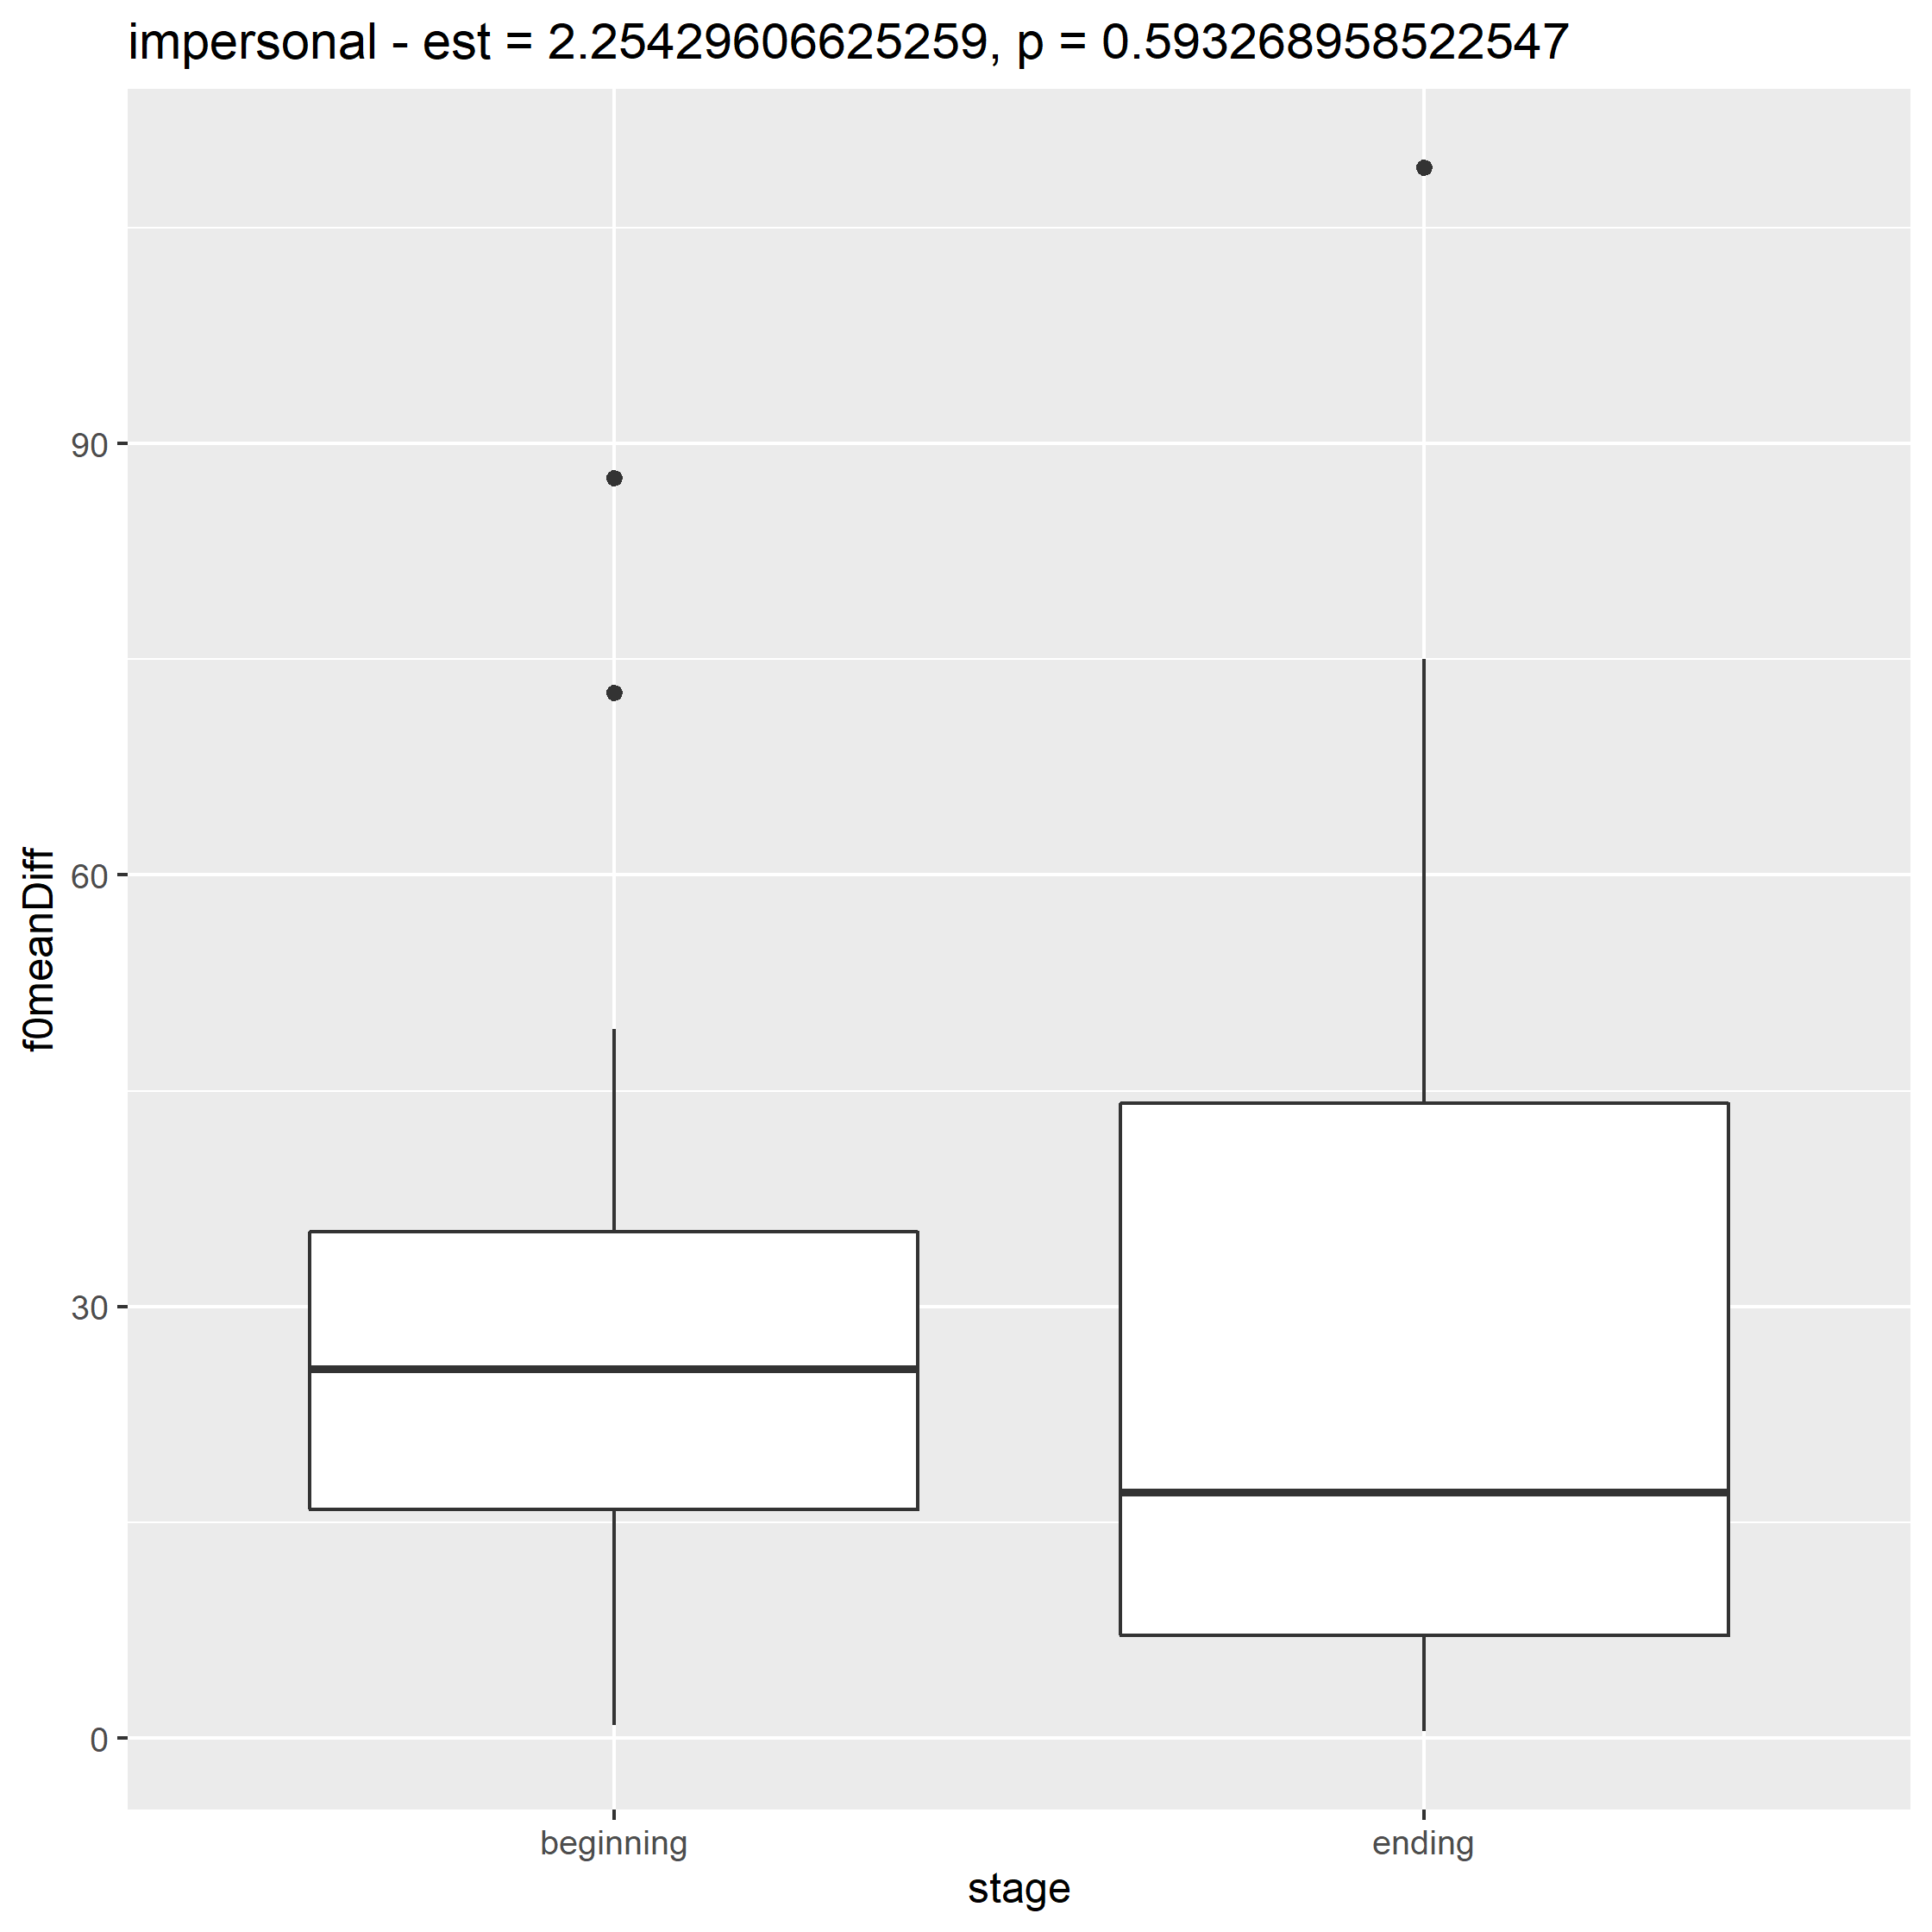 impersonal - est = 2.25429606625259, p = 0.593268958522547
90
60
30
0
f0meanDiff
beginning
ending
stage